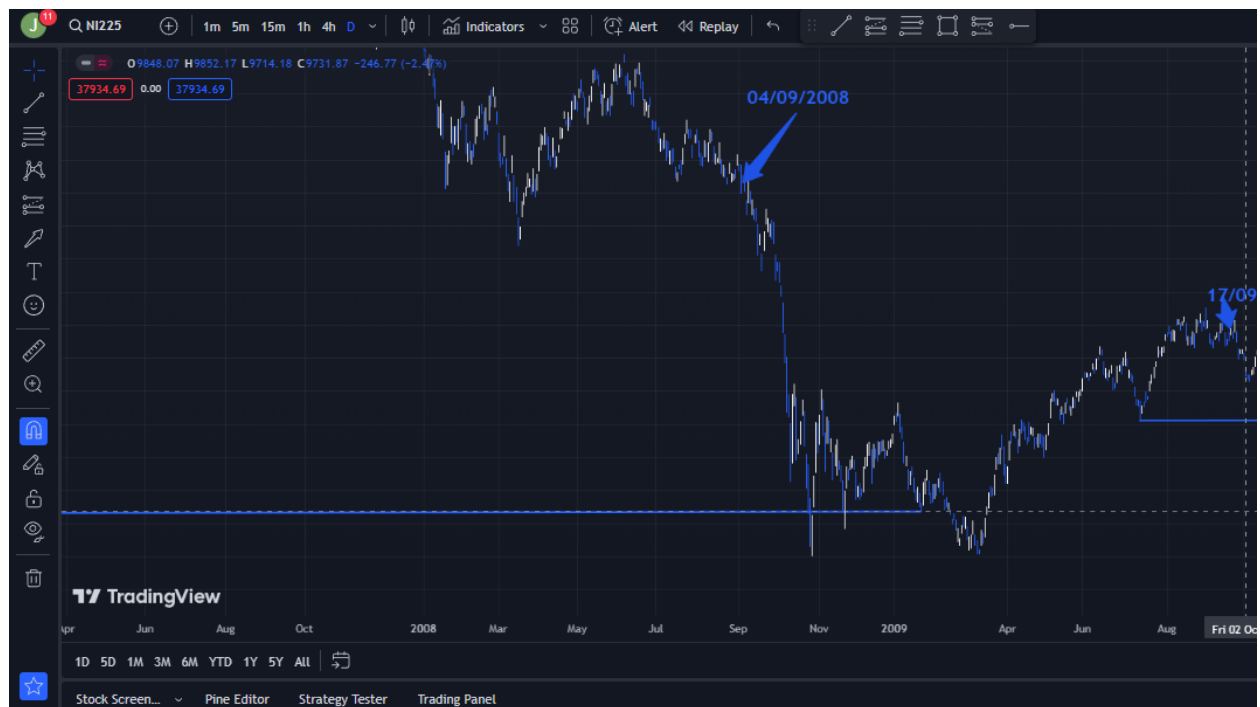 J 11 NI225 1m 5m 15m 1h 4h D Indicators Alert Replay
O9848.07 H9852.17 L9714.18 C9731.87 −246.77 (−2.47%)
37934.69 0.00 37934.69
04/09/2008
17/09
TradingView
Apr Jun Aug Oct 2008 Mar May Jul Sep Nov 2009 Apr Jun Aug Fri 02 Oc
1D 5D 1M 3M 6M YTD 1Y 5Y All
Stock Screen... Pine Editor Strategy Tester Trading Panel